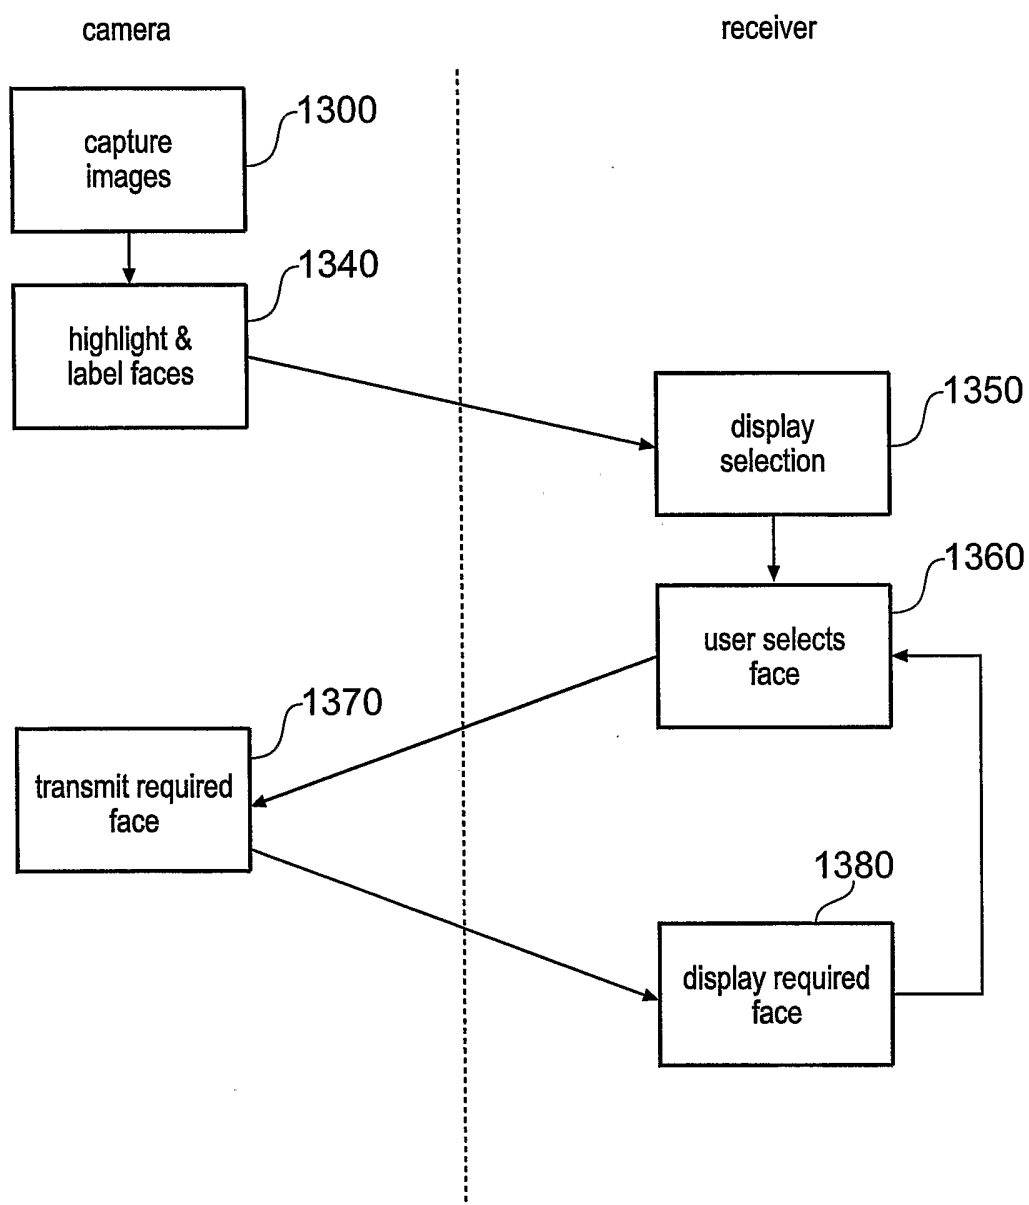 camera
receiver
capture
images
1300
highlight &
label faces
1340
display
selection
1350
user selects
face
1360
transmit required
face
1370
display required
face
1380